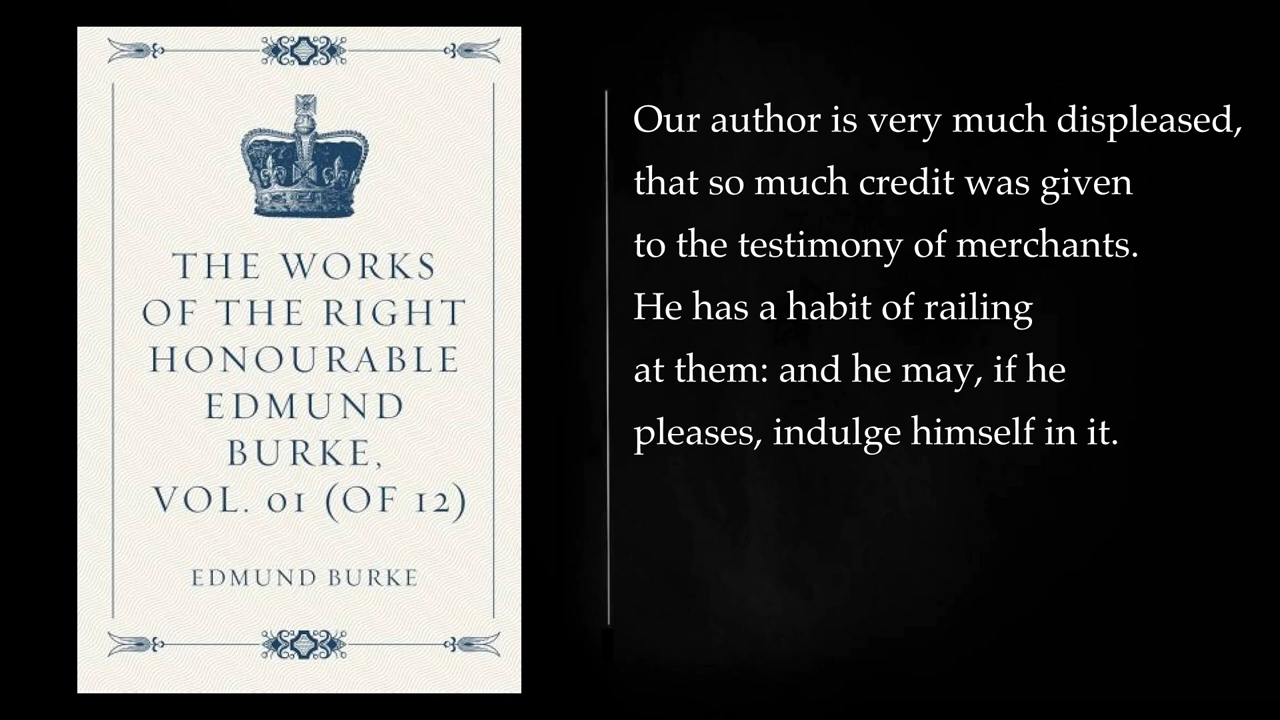 THE WORKS
OF THE RIGHT
HONOURABLE
EDMUND
BURKE,
VOL. 01 (OF 12)
EDMUND BURKE
Our author is very much displeased,
that so much credit was given
to the testimony of merchants.
He has a habit of railing
at them: and he may, if he
pleases, indulge himself in it.